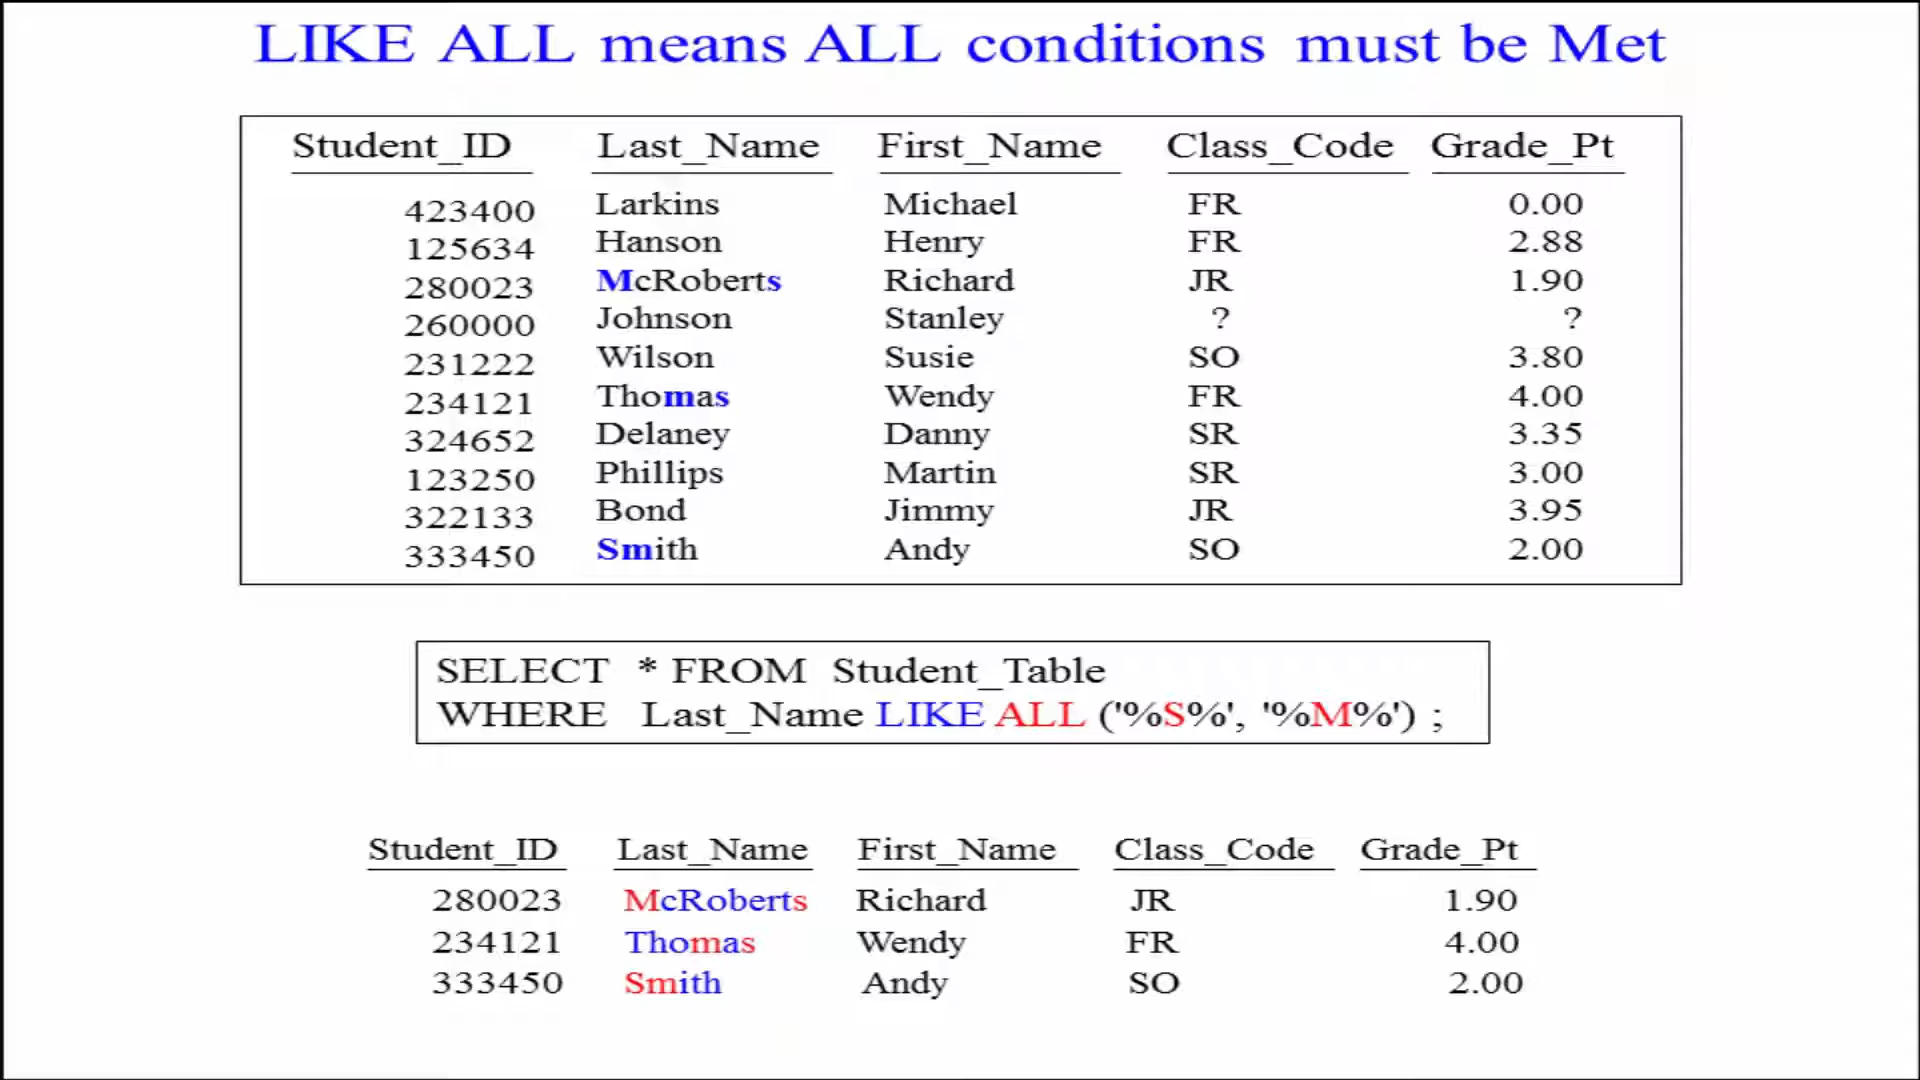 LIKE ALL means ALL conditions must be Met
Student_ID Last_Name First_Name Class_Code Grade_Pt
423400 Larkins Michael FR 0.00
125634 Hanson Henry FR 2.88
280023 McRoberts Richard JR 1.90
260000 Johnson Stanley ? ?
231222 Wilson Susie SO 3.80
234121 Thomas Wendy FR 4.00
324652 Delaney Danny SR 3.35
123250 Phillips Martin SR 3.00
322133 Bond Jimmy JR 3.95
333450 Smith Andy SO 2.00
SELECT * FROM Student_Table
WHERE Last_Name LIKE ALL ('%S%', '%M%') ;
Student_ID Last_Name First_Name Class_Code Grade_Pt
280023 McRoberts Richard JR 1.90
234121 Thomas Wendy FR 4.00
333450 Smith Andy SO 2.00